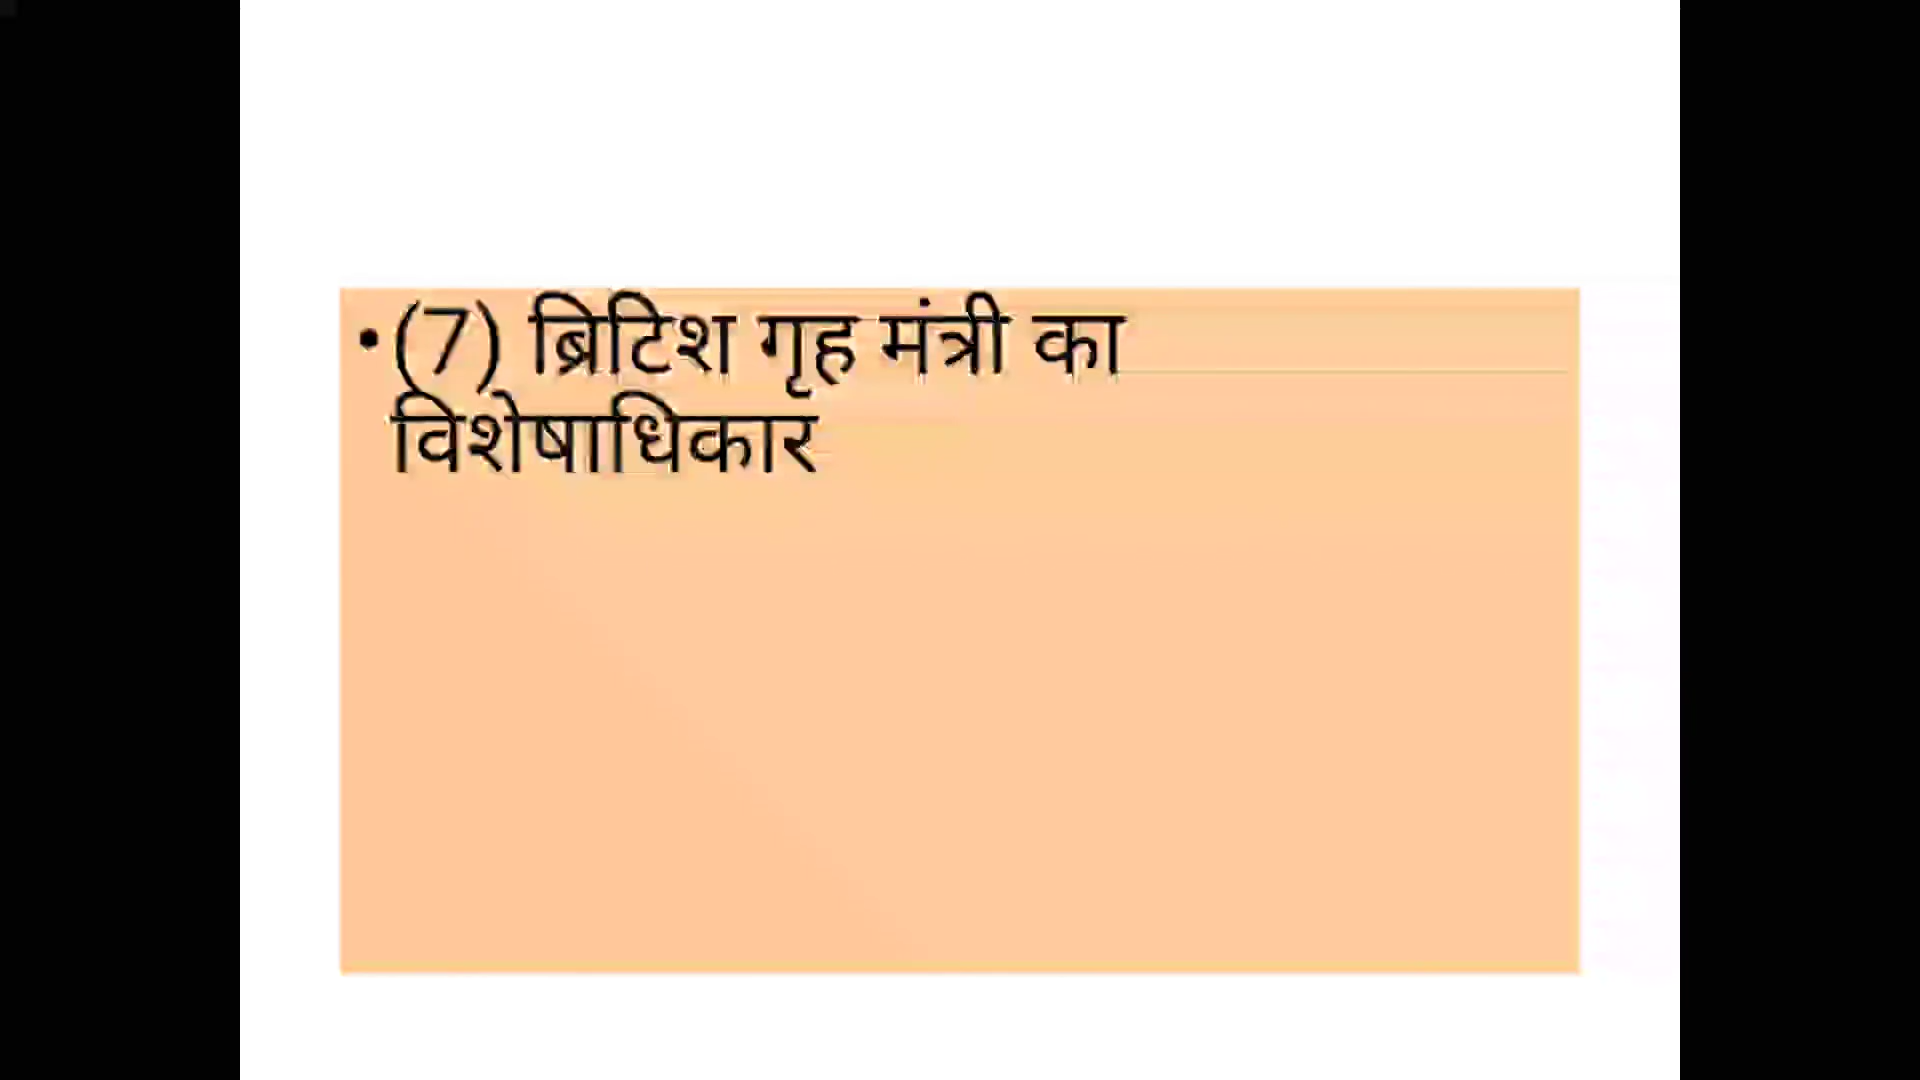 • (7) ब्रिटिश गृह मंत्री का
विशेषाधिकार